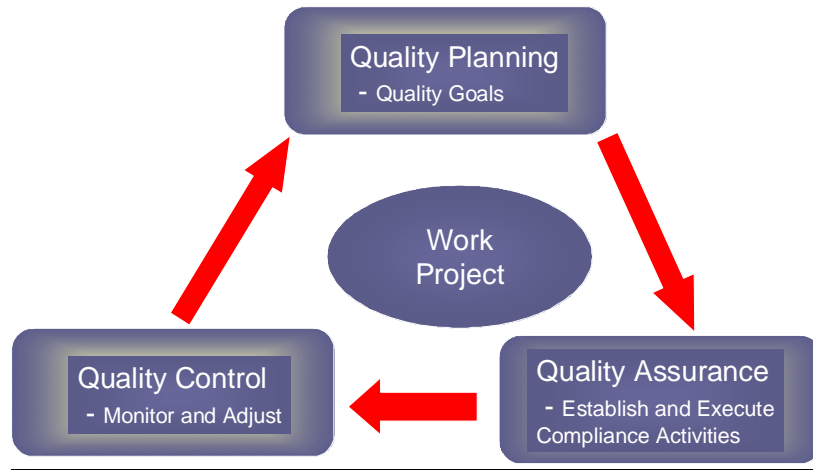 Quality Planning
- Quality Goals
Work
Project
Quality Control
- Monitor and Adjust
Quality Assurance
- Establish and Execute
Compliance Activities